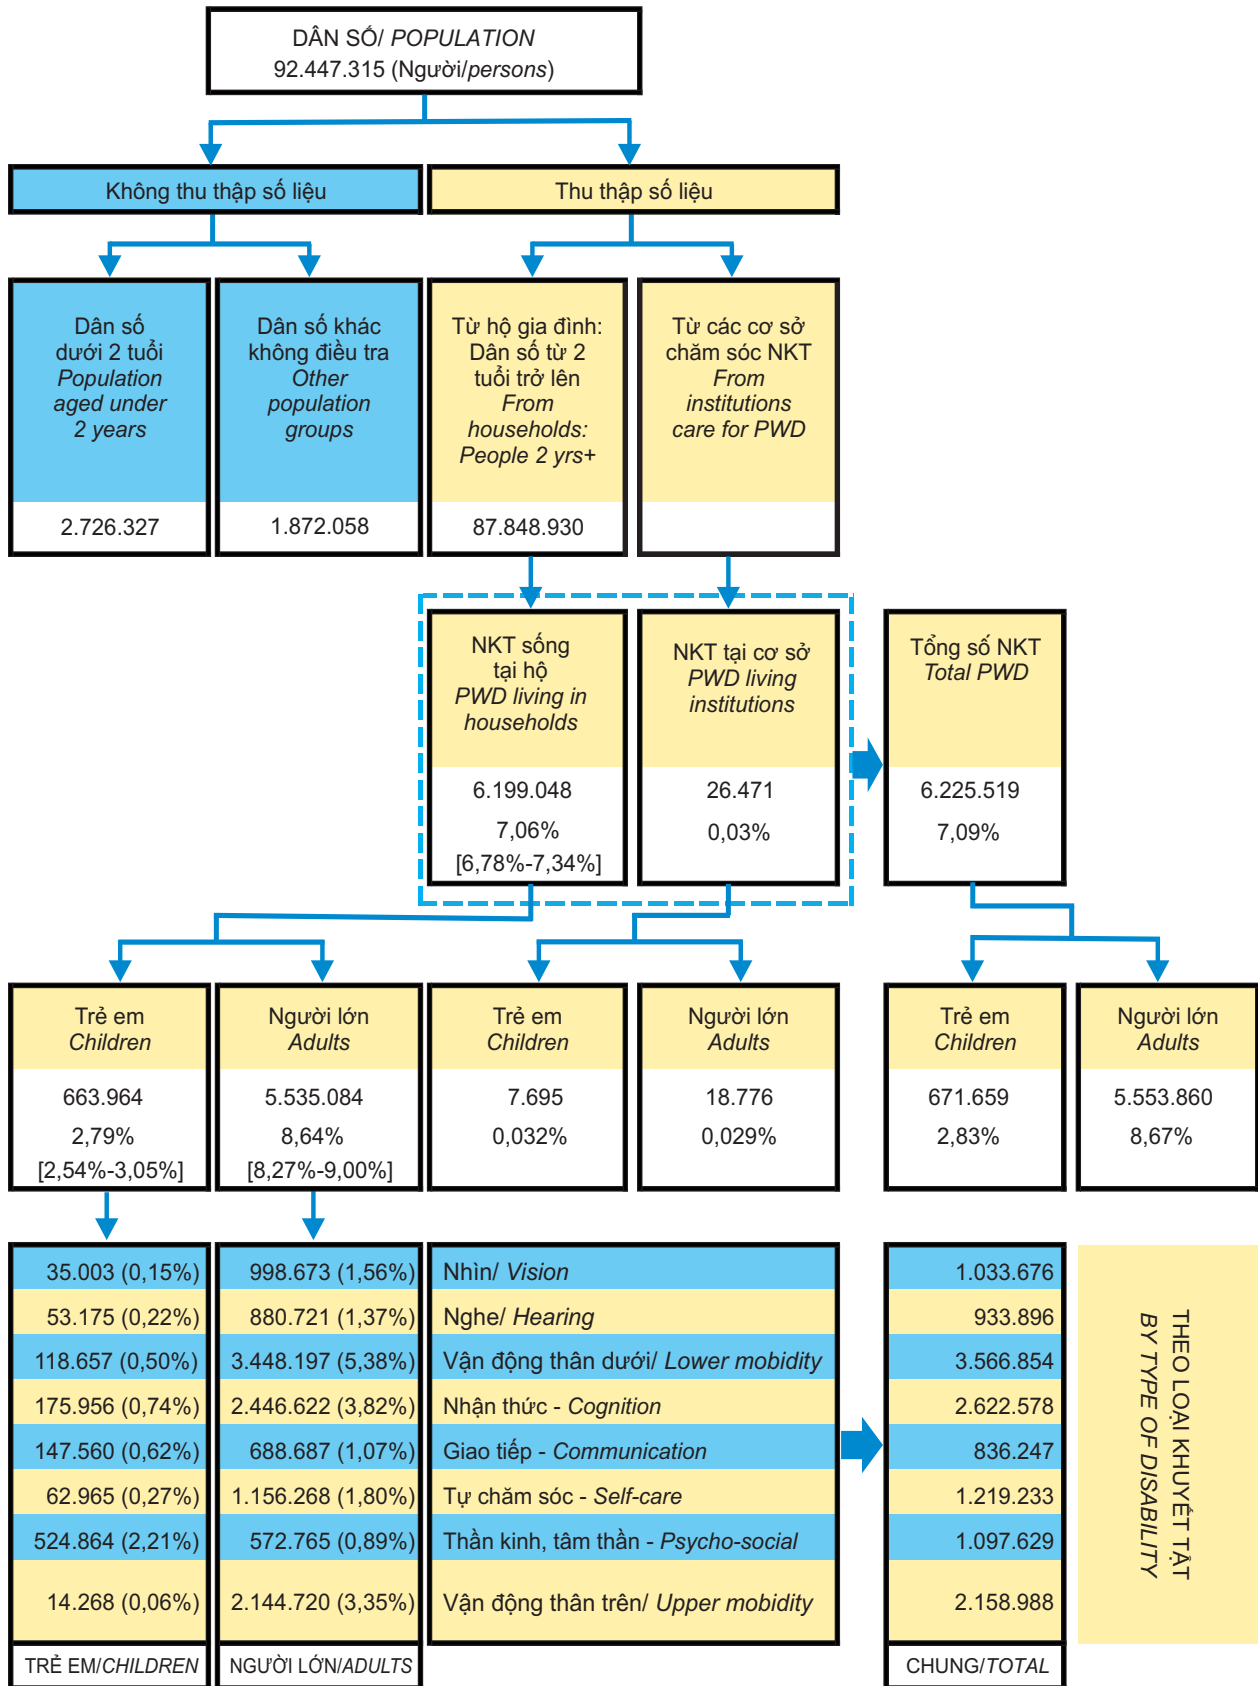 DÂN SỐ/ POPULATION
92.447.315 (Người/persons)
Không thu thập số liệu
Thu thập số liệu
Dân số
dưới 2 tuổi
Population
aged under
2 years
2.726.327
Dân số khác
không điều tra
Other
population
groups
1.872.058
Từ hộ gia đình:
Dân số từ 2
tuổi trở lên
From
households:
People 2 yrs+
87.848.930
Từ các cơ sở
chăm sóc NKT
From
institutions
care for PWD
NKT sống
tại hộ
PWD living in
households
6.199.048
7,06%
[6,78%-7,34%]
NKT tại cơ sở
PWD living
institutions
26.471
0,03%
Tổng số NKT
Total PWD
6.225.519
7,09%
Trẻ em
Children
663.964
2,79%
[2,54%-3,05%]
Người lớn
Adults
5.535.084
8,64%
[8,27%-9,00%]
Trẻ em
Children
7.695
0,032%
Người lớn
Adults
18.776
0,029%
Trẻ em
Children
671.659
2,83%
Người lớn
Adults
5.553.860
8,67%
35.003 (0,15%) 998.673 (1,56%) Nhìn/ Vision 1.033.676
53.175 (0,22%) 880.721 (1,37%) Nghe/ Hearing 933.896
118.657 (0,50%) 3.448.197 (5,38%) Vận động thân dưới/ Lower mobidity 3.566.854
175.956 (0,74%) 2.446.622 (3,82%) Nhận thức - Cognition 2.622.578
147.560 (0,62%) 688.687 (1,07%) Giao tiếp - Communication 836.247
62.965 (0,27%) 1.156.268 (1,80%) Tự chăm sóc - Self-care 1.219.233
524.864 (2,21%) 572.765 (0,89%) Thần kinh, tâm thần - Psycho-social 1.097.629
14.268 (0,06%) 2.144.720 (3,35%) Vận động thân trên/ Upper mobidity 2.158.988
TRẺ EM/CHILDREN NGƯỜI LỚN/ADULTS CHUNG/TOTAL
THEO LOẠI KHUYẾT TẬT
BY TYPE OF DISABILITY